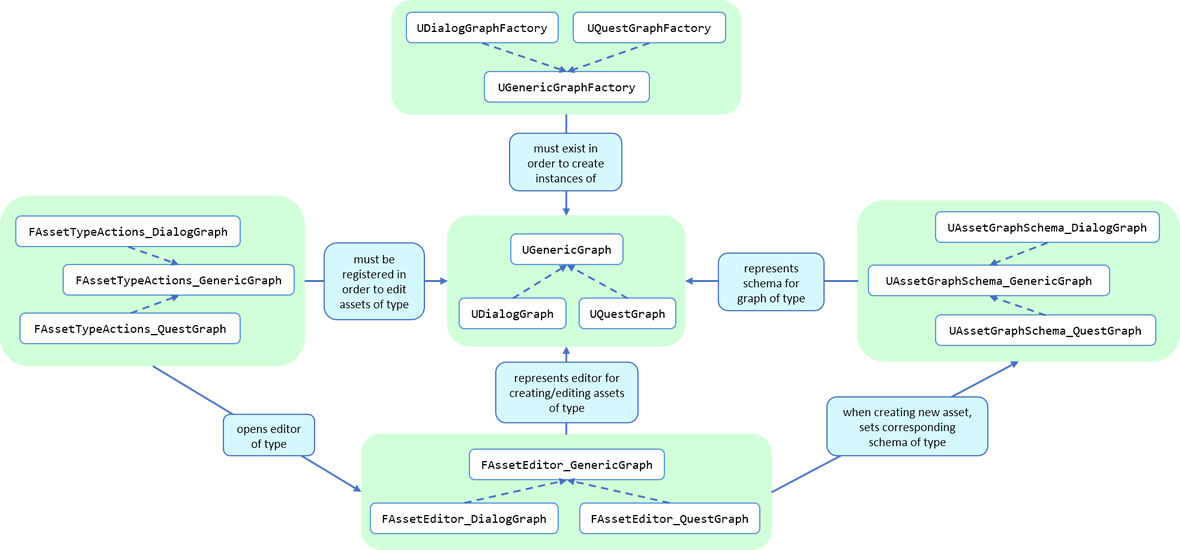 UDialogGraphFactory
UQuestGraphFactory
UGenericGraphFactory
must exist in
order to create
instances of
FAssetTypeActions_DialogGraph
FAssetTypeActions_GenericGraph
FAssetTypeActions_QuestGraph
must be
registered in
order to edit
assets of type
UGenericGraph
UDialogGraph
UQuestGraph
represents
schema for
graph of type
UAssetGraphSchema_DialogGraph
UAssetGraphSchema_GenericGraph
UAssetGraphSchema_QuestGraph
represents editor for
creating/editing assets
of type
opens editor
of type
when creating new asset,
sets corresponding
schema of type
FAssetEditor_GenericGraph
FAssetEditor_DialogGraph
FAssetEditor_QuestGraph